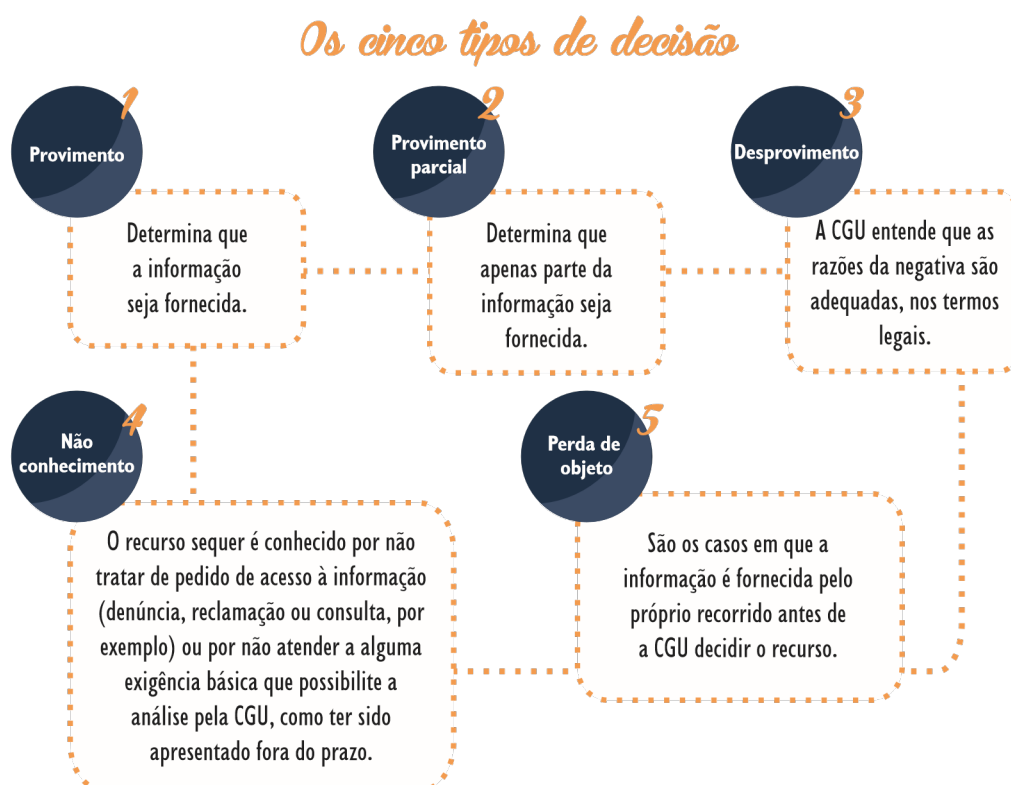 Os cinco tipos de decisão
1
Provimento
Determina que
a informação
seja fornecida.
2
Provimento
parcial
Determina que
apenas parte da
informação seja
fornecida.
3
Desprovimento
A CGU entende que as
razões da negativa são
adequadas, nos termos
legais.
4
Não
conhecimento
O recurso sequer é conhecido por não
tratar de pedido de acesso à informação
(denúncia, reclamação ou consulta, por
exemplo) ou por não atender a alguma
exigência básica que possibilite a
análise pela CGU, como ter sido
apresentado fora do prazo.
5
Perda de
objeto
São os casos em que a
informação é fornecida pelo
próprio recorrido antes de
a CGU decidir o recurso.